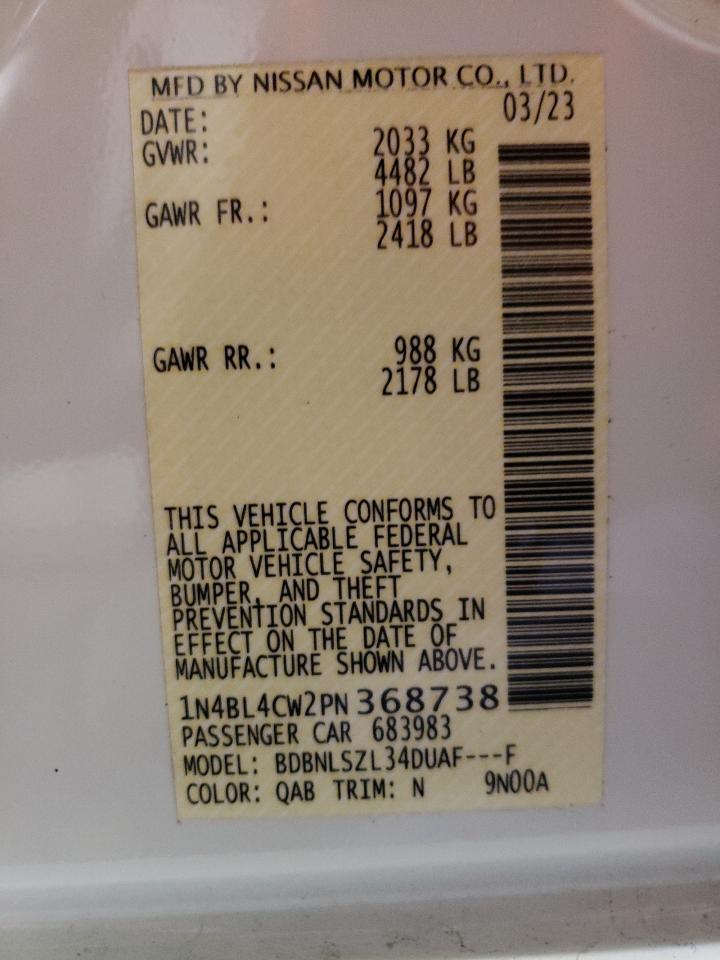 MFD BY NISSAN MOTOR CO., LTD.
DATE: 03/23
GVWR: 2033 KG
4482 LB
GAWR FR.: 1097 KG
2418 LB
GAWR RR.: 988 KG
2178 LB
THIS VEHICLE CONFORMS TO
ALL APPLICABLE FEDERAL
MOTOR VEHICLE SAFETY,
BUMPER, AND THEFT
PREVENTION STANDARDS IN
EFFECT ON THE DATE OF
MANUFACTURE SHOWN ABOVE.
1N4BL4CW2PN368738
PASSENGER CAR 683983
MODEL: BDBNLSZL34DUAF---F
COLOR: QAB TRIM: N 9N00A